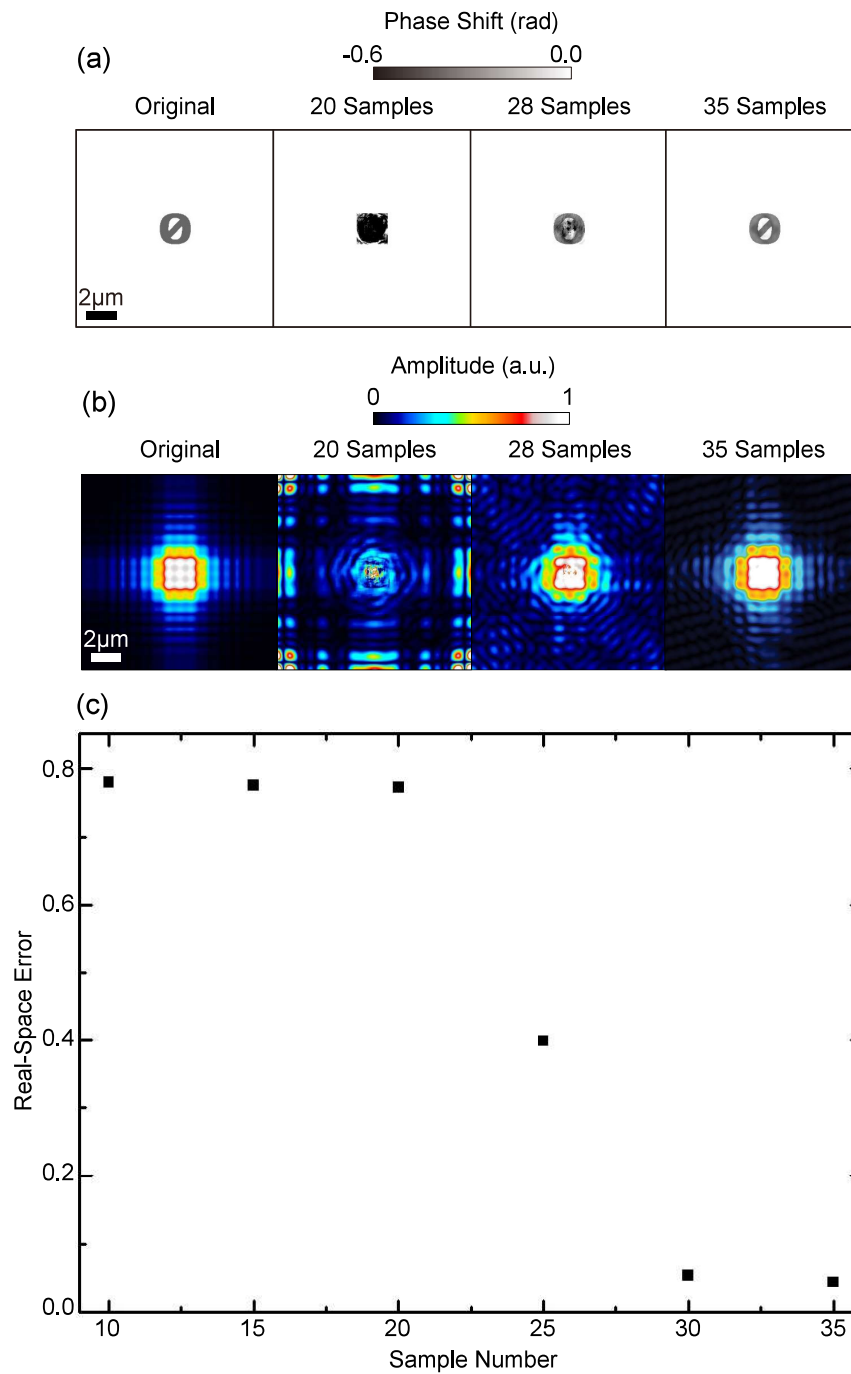 Phase Shift (rad)
(a)
-0.6 0.0
Original 20 Samples 28 Samples 35 Samples
2μm
Amplitude (a.u.)
0 1
(b)
Original 20 Samples 28 Samples 35 Samples
2μm
(c)
0.8
0.6
0.4
0.2
0.0
Real-Space Error
10 15 20 25 30 35
Sample Number